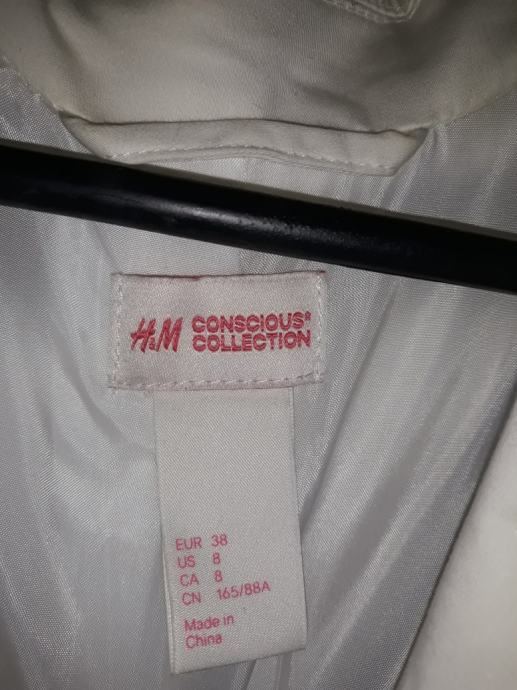 H&M CONSCIOUS*
COLLECTION
EUR 38
US 8
CA 8
CN 165/88A
Made in
China